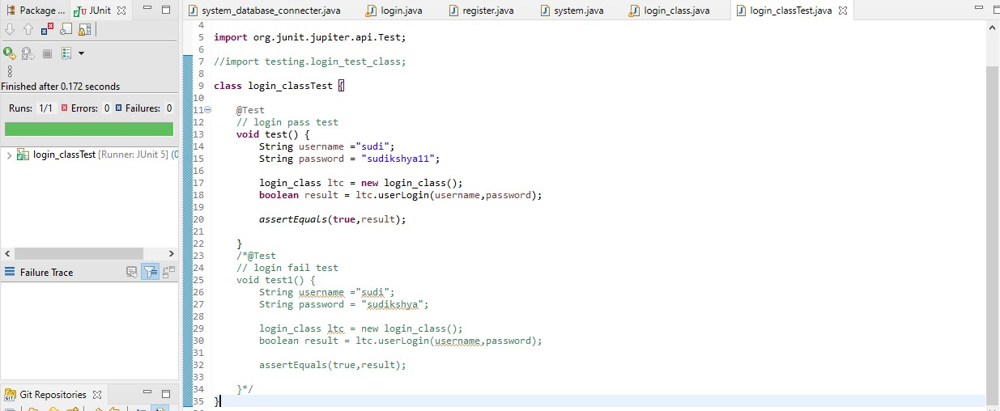 Package ... JUnit
Finished after 0.172 seconds
Runs: 1/1 Errors: 0 Failures: 0
login_classTest [Runner: JUnit 5] (0
Failure Trace
Git Repositories
system_database_connecter.java login.java register.java system.java login_class.java login_classTest.java
4
5 import org.junit.jupiter.api.Test;
6
7 //import testing.login_test_class;
8
9 class login_classTest {
10
11 @Test
12 // login pass test
13 void test() {
14 String username ="sudi";
15 String password = "sudikshya11";
16
17 login_class ltc = new login_class();
18 boolean result = ltc.userLogin(username,password);
19
20 assertEquals(true,result);
21
22 }
23 /*@Test
24 // login fail test
25 void test1() {
26 String username ="sudi";
27 String password = "sudikshya";
28
29 login_class ltc = new login_class();
30 boolean result = ltc.userLogin(username,password);
31
32 assertEquals(true,result);
33
34 }*/
35 }